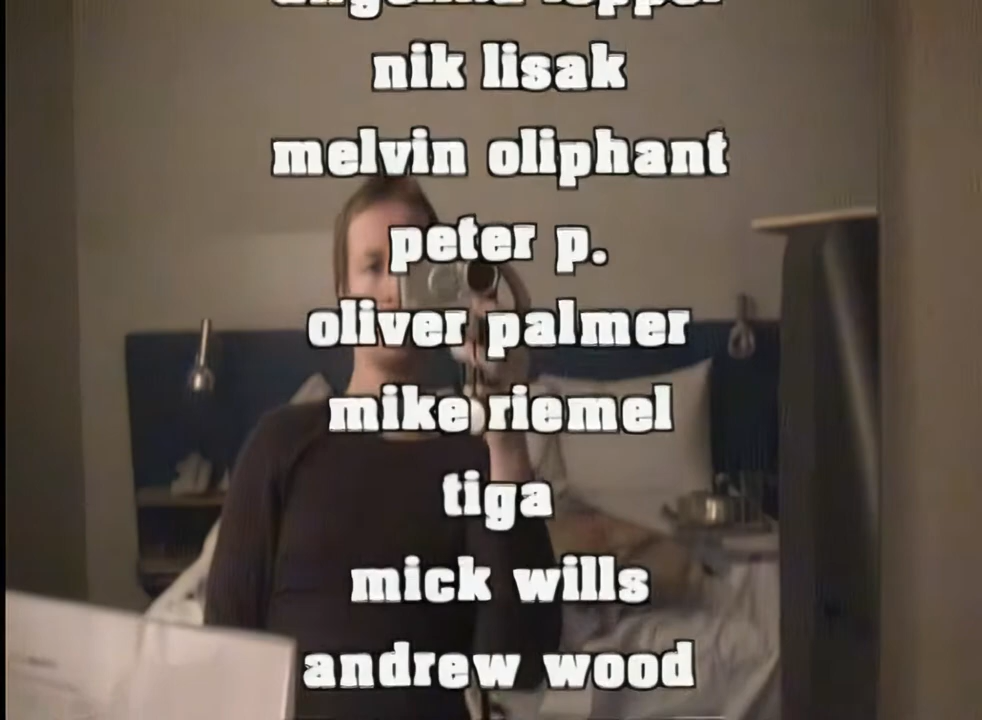 nik lisak
melvin oliphant
peter p.
oliver palmer
mike riemel
tiga
mick wills
andrew wood